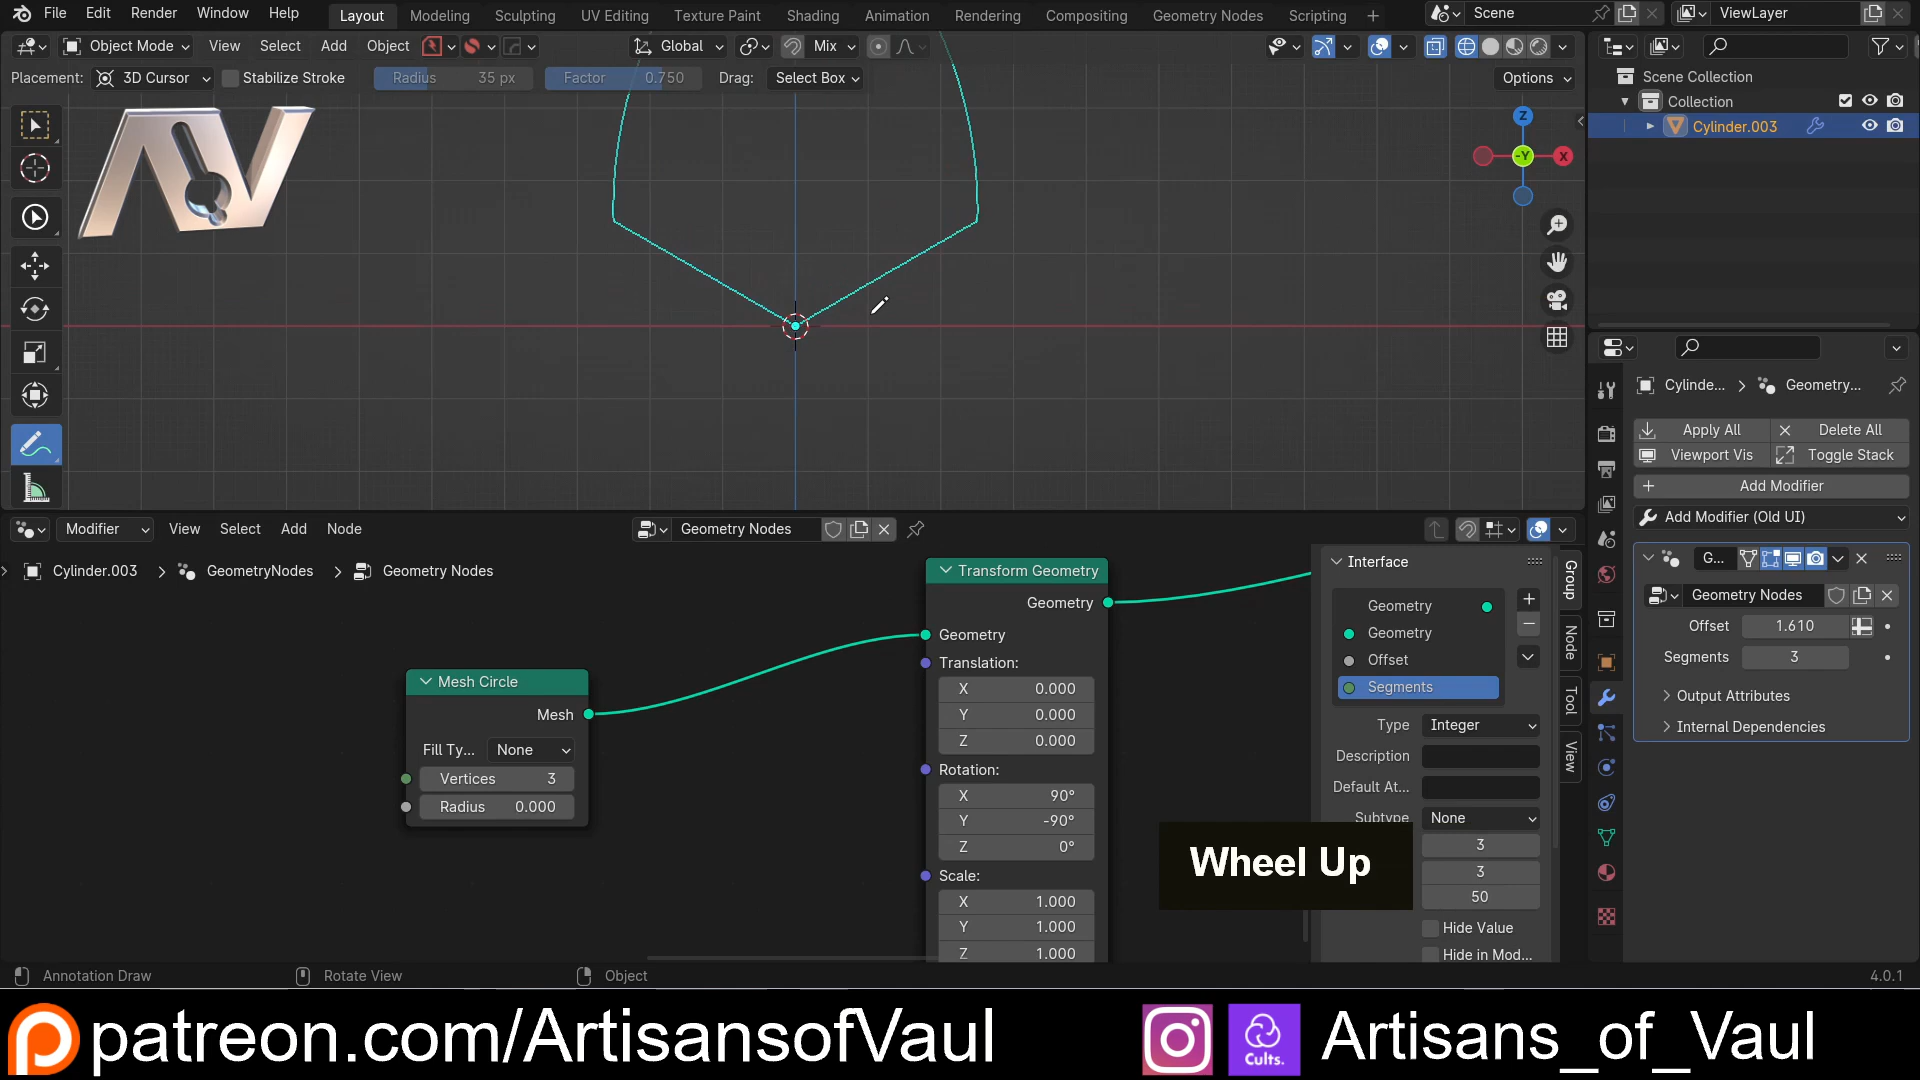 File Edit Render Window Help Layout Modeling Sculpting UV Editing Texture Paint Shading Animation Rendering Compositing Geometry Nodes Scripting + Scene ViewLayer
Object Mode View Select Add Object Global Mix
Placement: 3D Cursor Stabilize Stroke Radius 35 px Factor 0.750 Drag: Select Box Options
Scene Collection
Collection
Cylinder.003
Z
-Y
X
Cylinde... > Geometry...
Apply All Delete All
Viewport Vis Toggle Stack
Add Modifier
Add Modifier (Old UI)
G...
Geometry Nodes
Offset 1.610
Segments 3
Output Attributes
Internal Dependencies
Modifier View Select Add Node Geometry Nodes
Cylinder.003 > GeometryNodes > Geometry Nodes
Mesh Circle
Mesh
Fill Ty... None
Vertices 3
Radius 0.000
Transform Geometry
Geometry
Geometry
Translation:
X 0.000
Y 0.000
Z 0.000
Rotation:
X 90°
Y -90°
Z 0°
Scale:
X 1.000
Y 1.000
Z 1.000
Interface
Geometry
Geometry
Offset
Segments
Type Integer
Description
Default At...
Subtype None
3
3
50
Hide Value
Hide in Mod...
Group
Node
Tool
View
Wheel Up
Annotation Draw Rotate View Object 4.0.1
patreon.com/ArtisansofVaul Cults. Artisans_of_Vaul